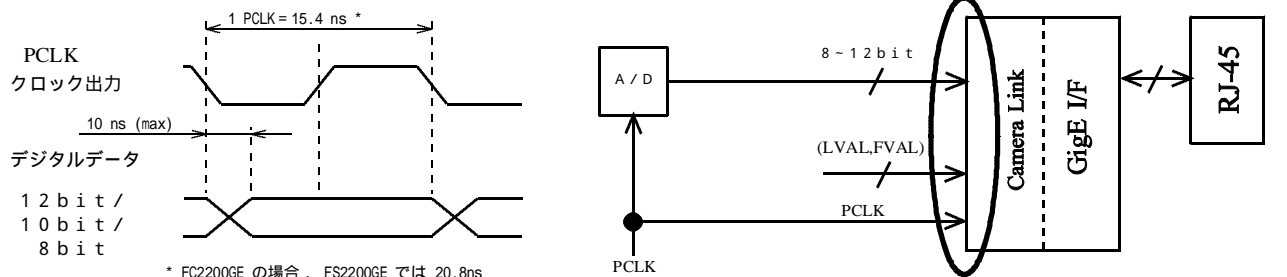 1 PCLK = 15.4 ns *
PCLK
クロック出力
10 ns (max)
デジタルデータ
12bit/
10bit/
8bit
* FC2200GE の場合 , FS2200GE では 20.8ns
A/D
8~12bit
(LVAL,FVAL)
PCLK
PCLK
Camera Link
GigE I/F
RJ-45